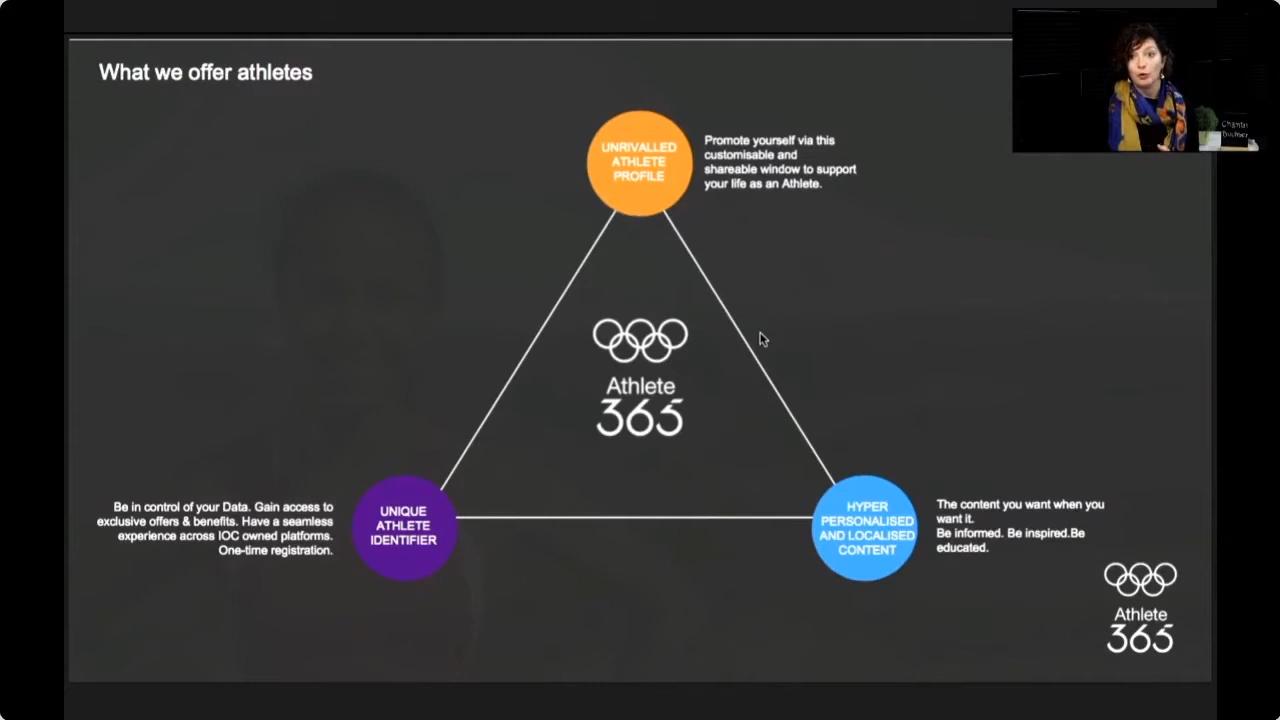 What we offer athletes
UNRIVALLED
ATHLETE
PROFILE
Promote yourself via this
customisable and
shareable window to support
your life as an Athlete.
Chantal
Buchser
Athlete
365
Be in control of your Data. Gain access to
exclusive offers & benefits. Have a seamless
experience across IOC owned platforms.
One-time registration.
UNIQUE
ATHLETE
IDENTIFIER
HYPER
PERSONALISED
AND LOCALISED
CONTENT
The content you want when you
want it.
Be informed. Be inspired.Be
educated.
Athlete
365